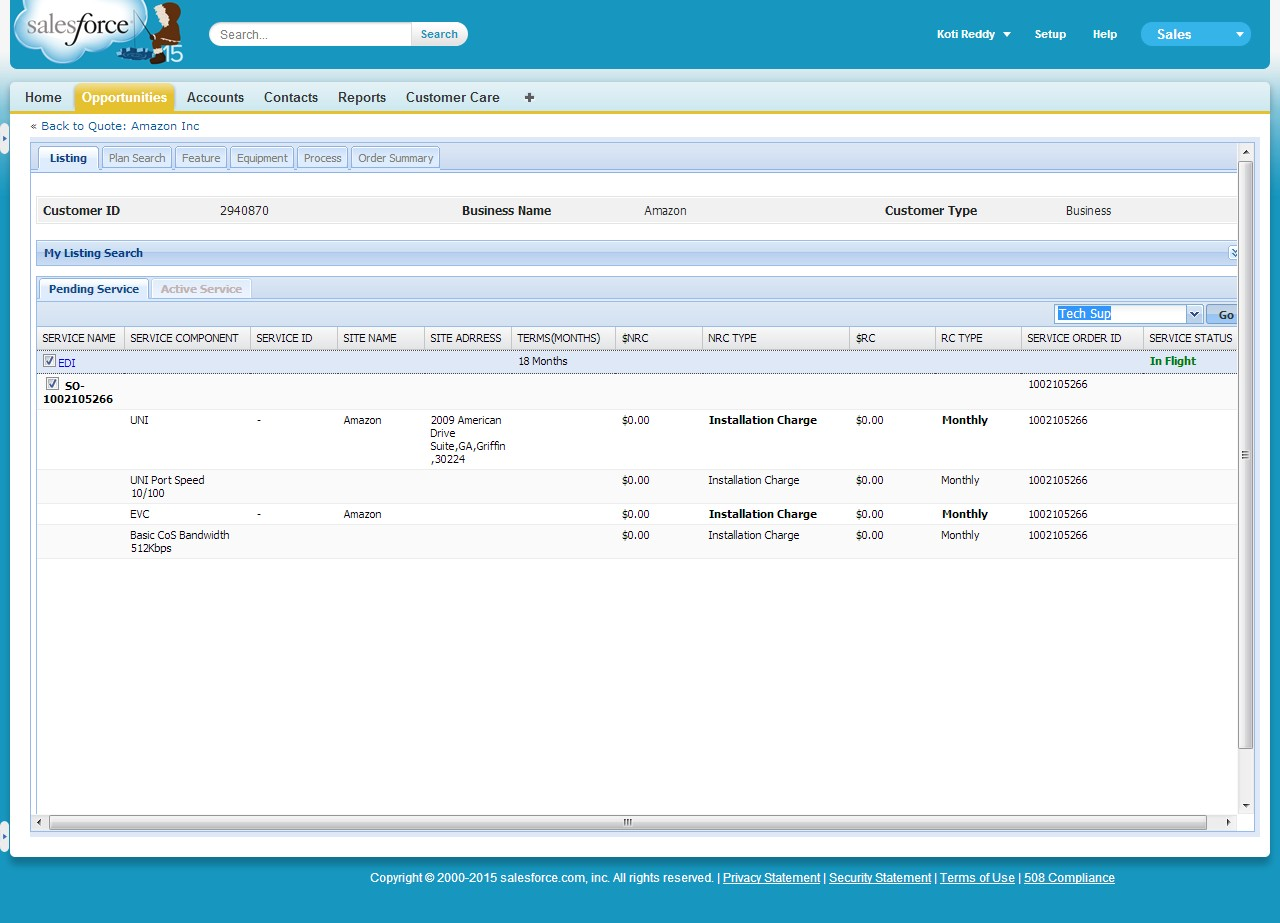 salesforce
15
Search... Search
Koti Reddy Setup Help Sales
Home Opportunities Accounts Contacts Reports Customer Care +
« Back to Quote: Amazon Inc
Listing Plan Search Feature Equipment Process Order Summary
Customer ID 2940870 Business Name Amazon Customer Type Business
My Listing Search
Pending Service Active Service
Tech Sup Go
SERVICE NAME SERVICE COMPONENT SERVICE ID SITE NAME SITE ADRRESS TERMS(MONTHS) $NRC NRC TYPE $RC RC TYPE SERVICE ORDER ID SERVICE STATUS
EDI 18 Months In Flight
SO- 1002105266
1002105266
UNI - Amazon 2009 American $0.00 Installation Charge $0.00 Monthly 1002105266
Drive
Suite,GA,Griffin
,30224
UNI Port Speed $0.00 Installation Charge $0.00 Monthly 1002105266
10/100
EVC - Amazon $0.00 Installation Charge $0.00 Monthly 1002105266
Basic CoS Bandwidth $0.00 Installation Charge $0.00 Monthly 1002105266
512Kbps
Copyright © 2000-2015 salesforce.com, inc. All rights reserved. | Privacy Statement | Security Statement | Terms of Use | 508 Compliance